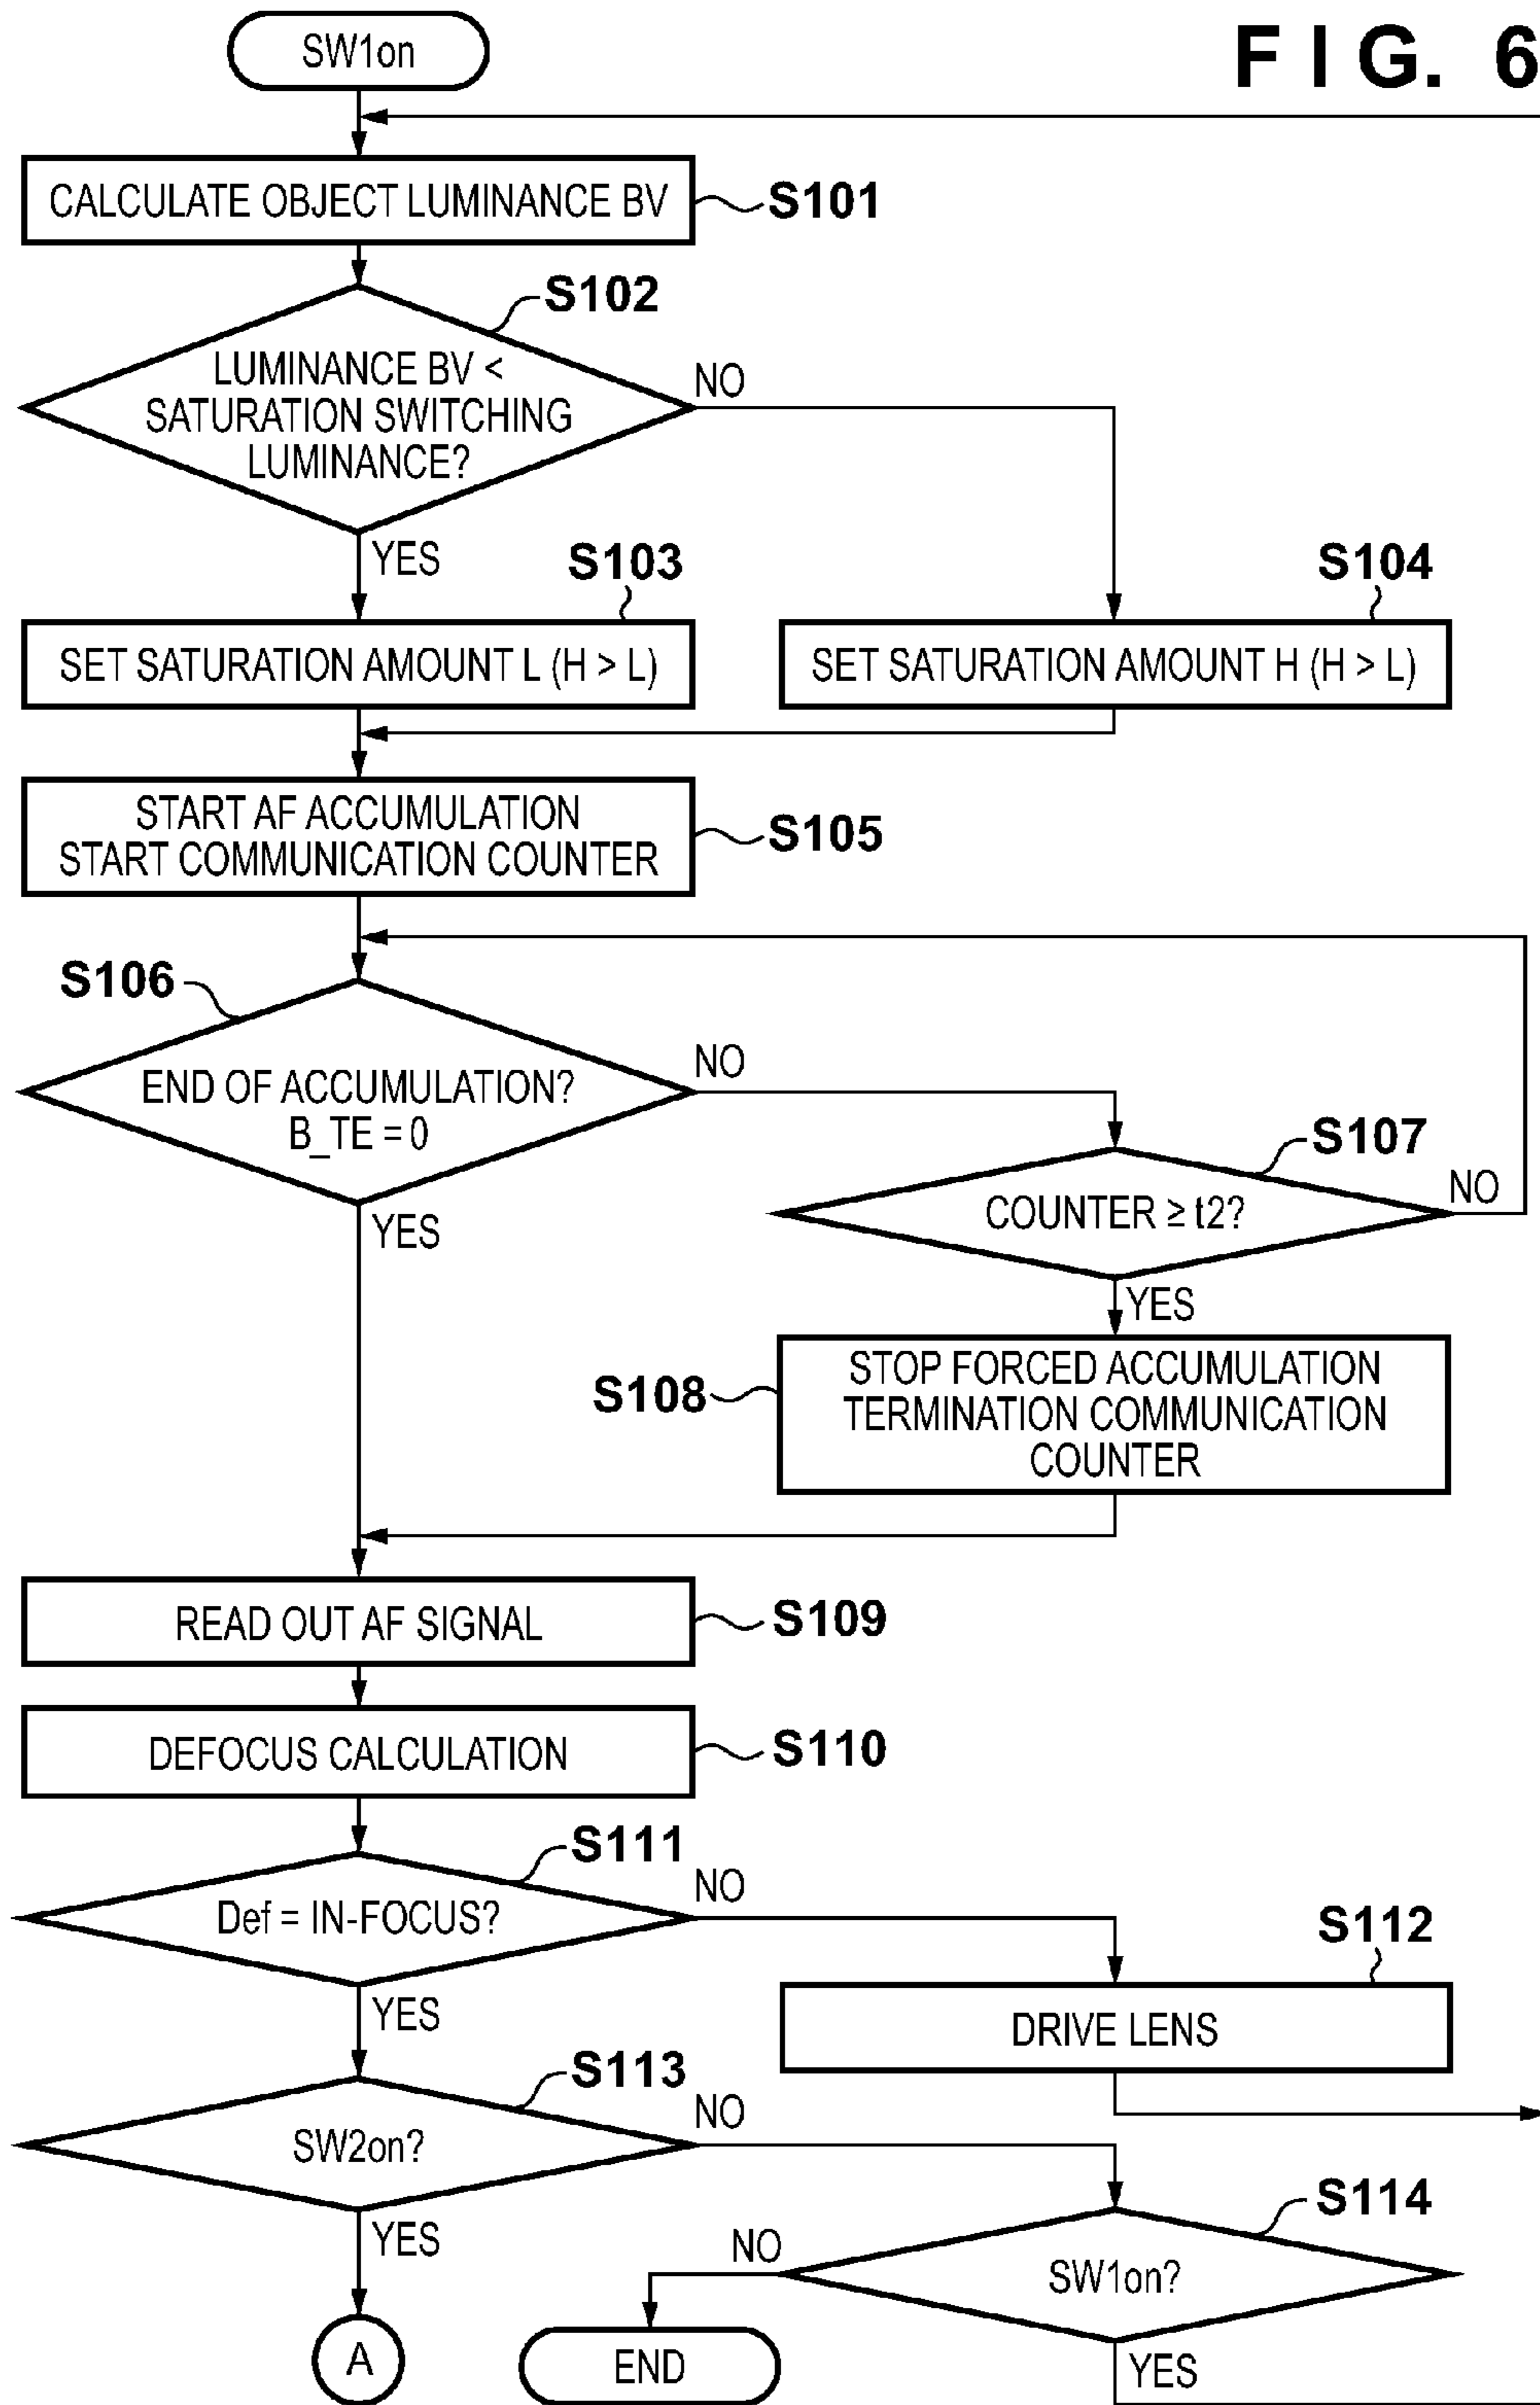 FIG. 6
SW1on
CALCULATE OBJECT LUMINANCE BV
S101
S102
LUMINANCE BV <
SATURATION SWITCHING
LUMINANCE?
NO
YES
S103
S104
SET SATURATION AMOUNT L (H > L)
SET SATURATION AMOUNT H (H > L)
START AF ACCUMULATION
START COMMUNICATION COUNTER
S105
S106
END OF ACCUMULATION?
B_TE = 0
NO
YES
S107
COUNTER ≥ t2?
NO
YES
S108
STOP FORCED ACCUMULATION
TERMINATION COMMUNICATION
COUNTER
READ OUT AF SIGNAL
S109
DEFOCUS CALCULATION
S110
S111
Def = IN-FOCUS?
NO
YES
S112
DRIVE LENS
S113
SW2on?
NO
YES
S114
SW1on?
NO
YES
A
END